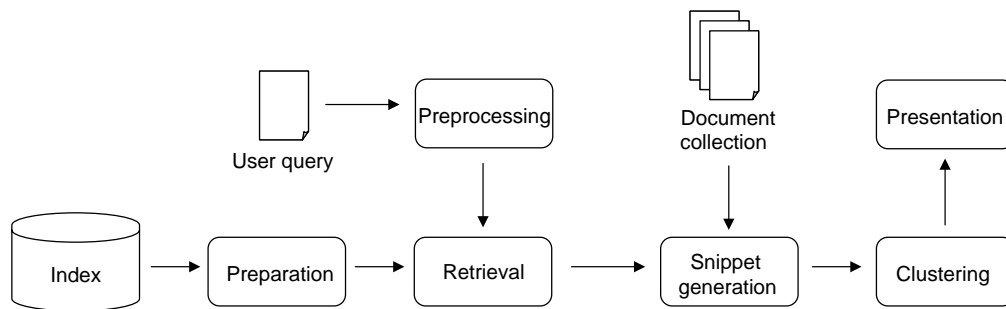 Preprocessing
User query
Document
collection
Presentation
Index
Preparation
Retrieval
Snippet
generation
Clustering